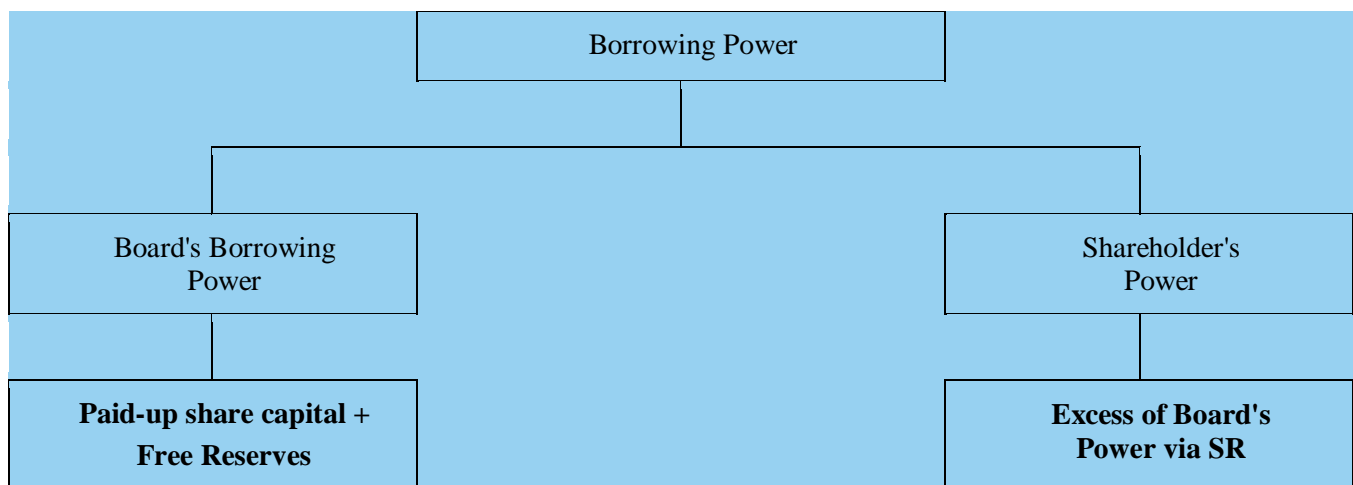 Borrowing Power
Board's Borrowing
Power
Shareholder's
Power
Paid-up share capital +
Free Reserves
Excess of Board's
Power via SR